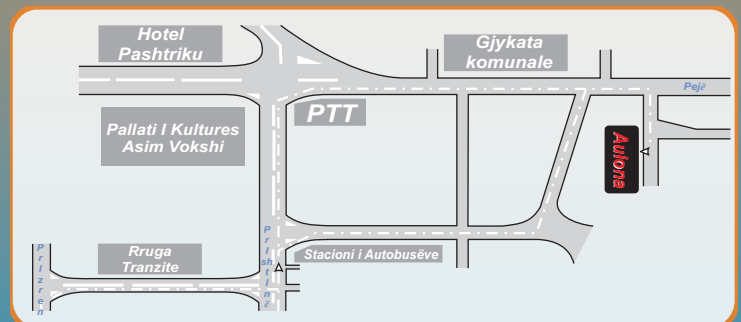 Hotel
Pashtriku
Gjykata
komunale
Pejë
PTT
Pallati I Kultures
Asim Vokshi
Aulona
Prishtinë
Prizren
Rruga
Tranzite
Stacioni i Autobusëve